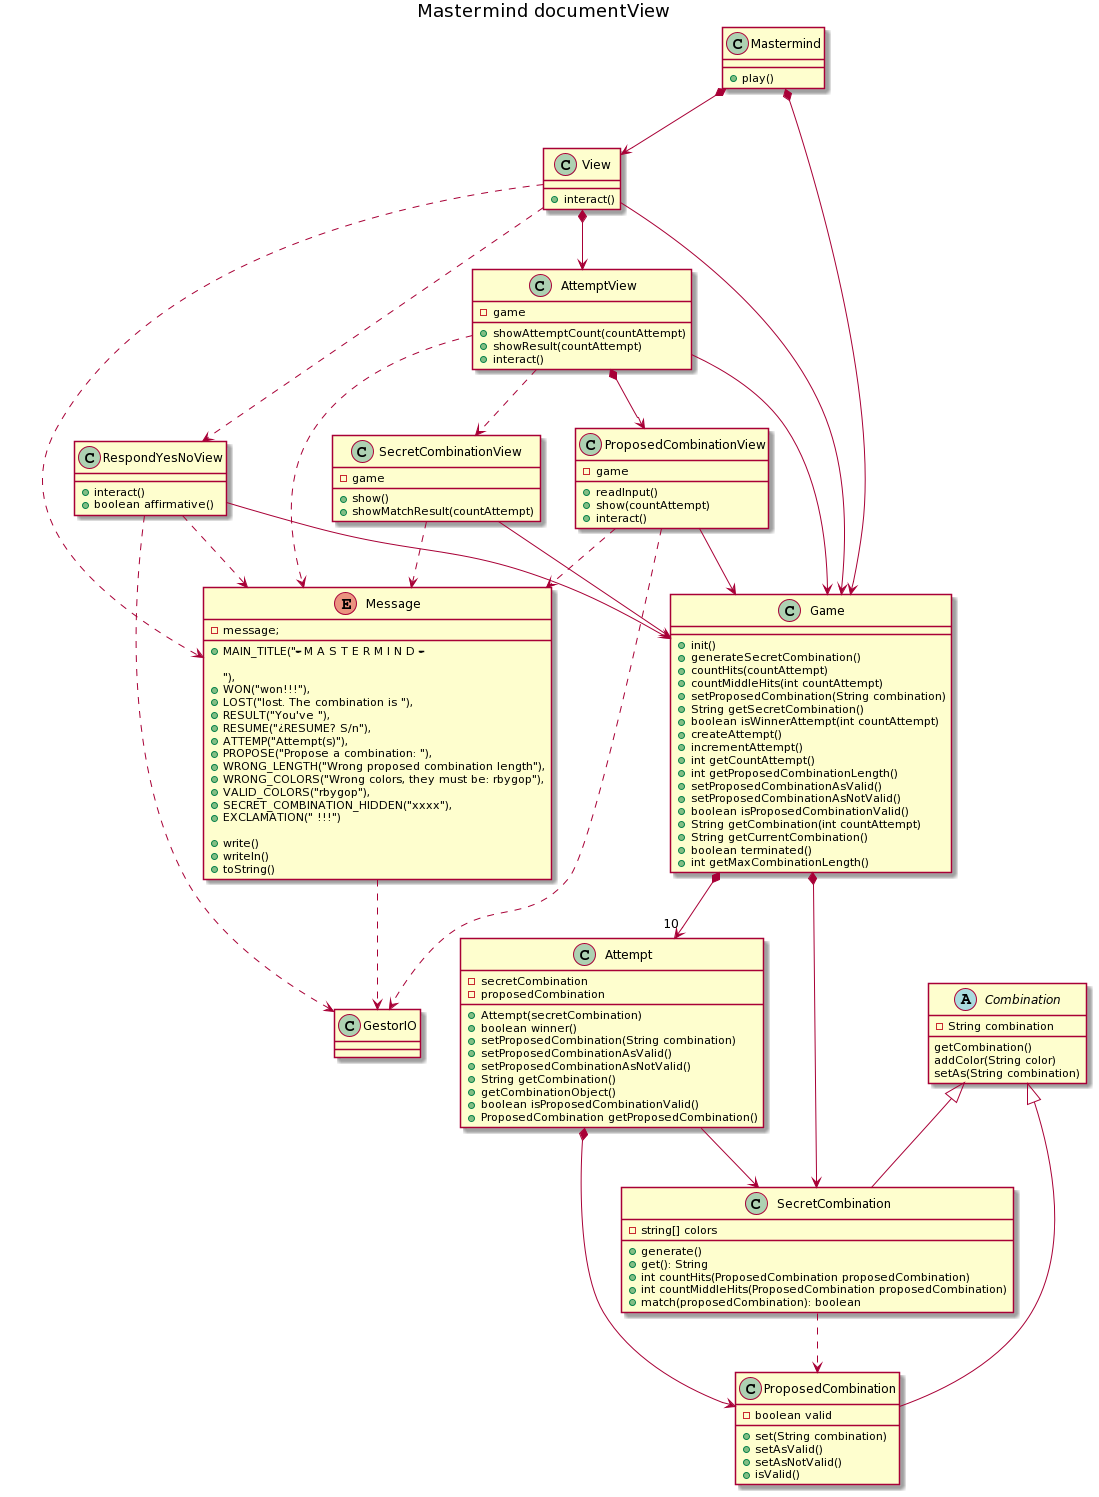 Mastermind documentView
C Mastermind
play()
C View
interact()
C AttemptView
game
showAttemptCount(countAttempt)
showResult(countAttempt)
interact()
C RespondYesNoView
interact()
boolean affirmative()
C SecretCombinationView
game
show()
showMatchResult(countAttempt)
C ProposedCombinationView
game
readInput()
show(countAttempt)
interact()
E Message
message;
MAIN_TITLE("✒M A S T E R M I N D ✒
"),
WON("won!!!"),
LOST("lost. The combination is "),
RESULT("You've "),
RESUME("¿RESUME? S/n"),
ATTEMP("Attempt(s)"),
PROPOSE("Propose a combination: "),
WRONG_LENGTH("Wrong proposed combination length"),
WRONG_COLORS("Wrong colors, they must be: rbygop"),
VALID_COLORS("rbygop"),
SECRET_COMBINATION_HIDDEN("xxxx"),
EXCLAMATION(" !!!")
write()
writeln()
toString()
C Game
init()
generateSecretCombination()
countHits(countAttempt)
countMiddleHits(int countAttempt)
setProposedCombination(String combination)
String getSecretCombination()
boolean isWinnerAttempt(int countAttempt)
createAttempt()
incrementAttempt()
int getCountAttempt()
int getProposedCombinationLength()
setProposedCombinationAsValid()
setProposedCombinationAsNotValid()
boolean isProposedCombinationValid()
String getCombination(int countAttempt)
String getCurrentCombination()
boolean terminated()
int getMaxCombinationLength()
10
C Attempt
secretCombination
proposedCombination
Attempt(secretCombination)
boolean winner()
setProposedCombination(String combination)
setProposedCombinationAsValid()
setProposedCombinationAsNotValid()
String getCombination()
getCombinationObject()
boolean isProposedCombinationValid()
ProposedCombination getProposedCombination()
C GestorIO
A Combination
String combination
getCombination()
addColor(String color)
setAs(String combination)
C SecretCombination
string[] colors
generate()
get(): String
int countHits(ProposedCombination proposedCombination)
int countMiddleHits(ProposedCombination proposedCombination)
match(proposedCombination): boolean
C ProposedCombination
boolean valid
set(String combination)
setAsValid()
setAsNotValid()
isValid()